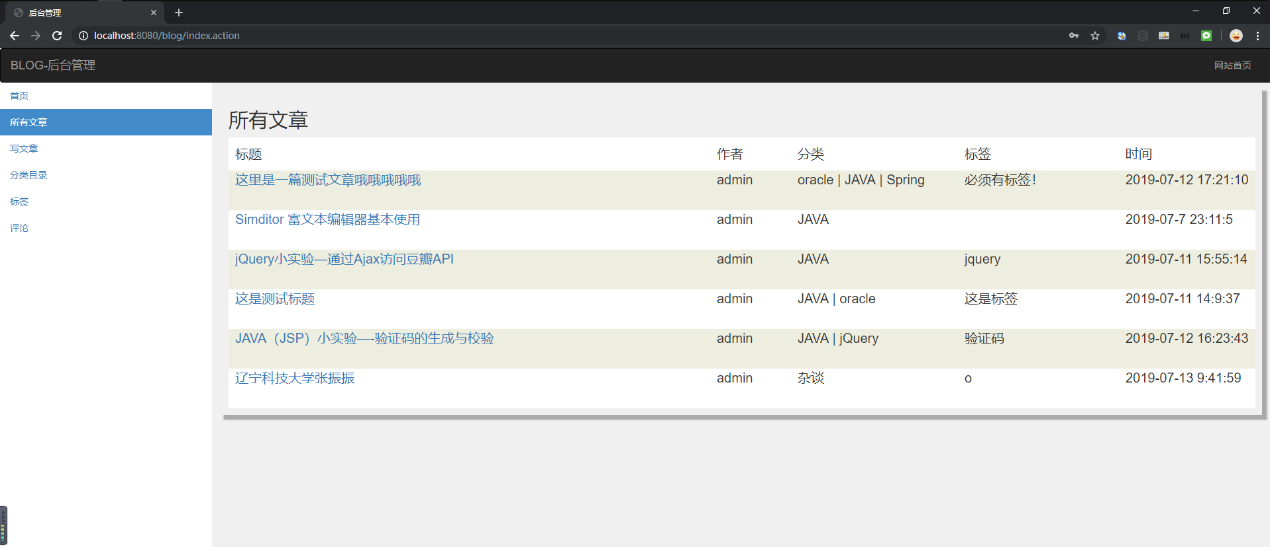 后台管理
localhost:8080/blog/index.action
BLOG-后台管理 网站首页
首页
所有文章
写文章
分类目录
标签
评论
所有文章
标题 作者 分类 标签 时间
这里是一篇测试文章哦哦哦哦哦 admin oracle | JAVA | Spring 必须有标签! 2019-07-12 17:21:10
Simditor 富文本编辑器基本使用 admin JAVA 2019-07-7 23:11:5
jQuery小实验—通过Ajax访问豆瓣API admin JAVA jquery 2019-07-11 15:55:14
这是测试标题 admin JAVA | oracle 这是标签 2019-07-11 14:9:37
JAVA（JSP）小实验—-验证码的生成与校验 admin JAVA | jQuery 验证码 2019-07-12 16:23:43
辽宁科技大学张振振 admin 杂谈 o 2019-07-13 9:41:59